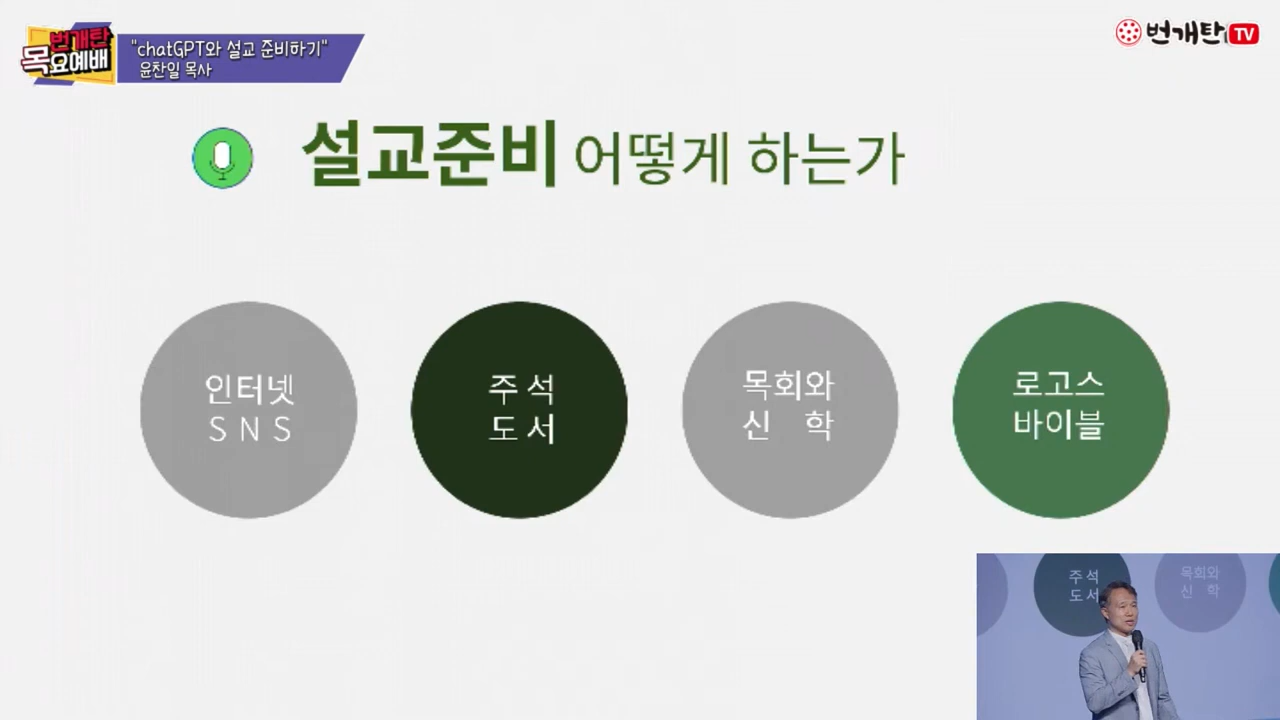 번개탄
목요예배
"chatGPT와 설교 준비하기"
윤찬일 목사
번개탄 TV
설교준비 어떻게 하는가
인터넷
S N S
주 석
도 서
목회와
신 학
로고스
바이블
주 석
도 서
목회와
신 학